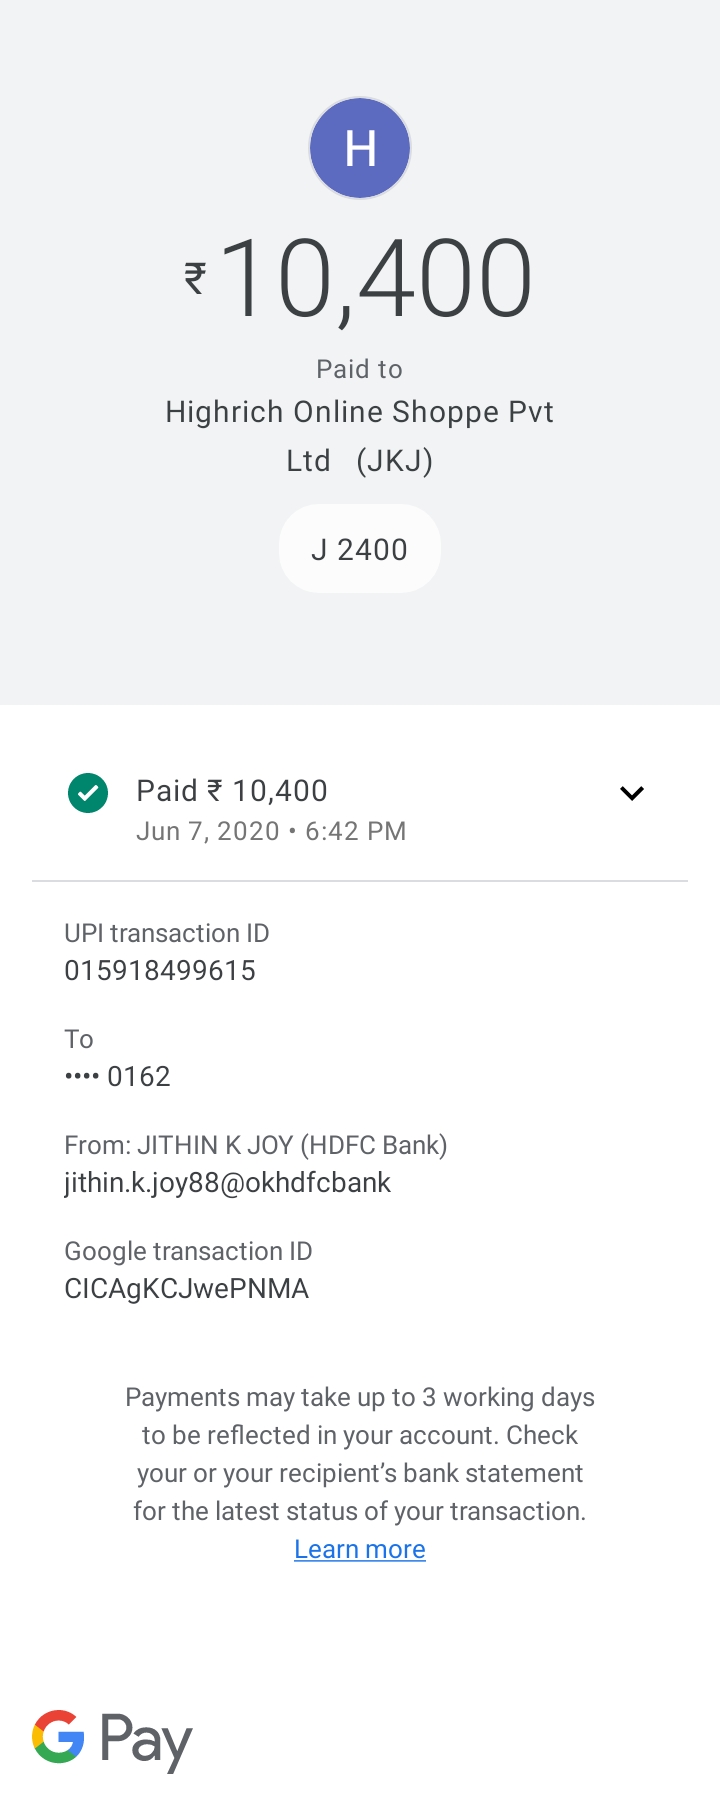 H
₹10,400
Paid to
Highrich Online Shoppe Pvt
Ltd (JKJ)
J 2400
Paid ₹ 10,400
Jun 7, 2020 • 6:42 PM
UPI transaction ID
015918499615
To
•••• 0162
From: JITHIN K JOY (HDFC Bank)
jithin.k.joy88@okhdfcbank
Google transaction ID
CICAgKCJwePNMA
Payments may take up to 3 working days
to be reflected in your account. Check
your or your recipient’s bank statement
for the latest status of your transaction.
Learn more
G Pay